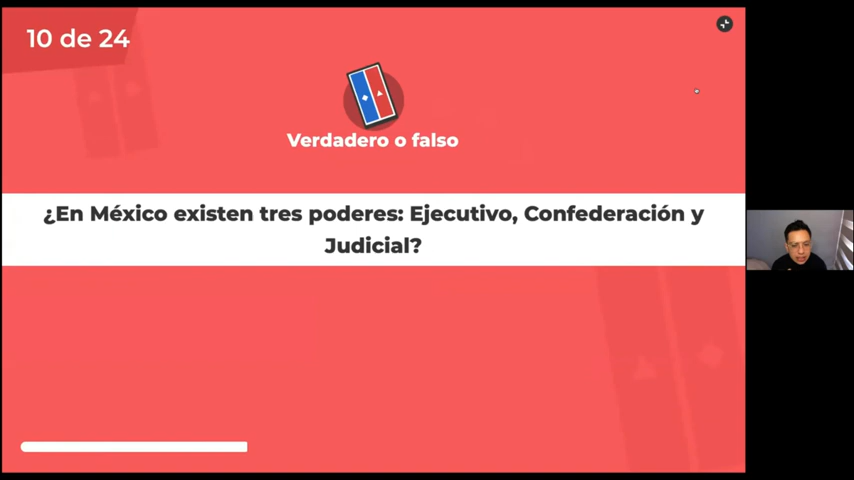 10 de 24
Verdadero o falso
¿En México existen tres poderes: Ejecutivo, Confederación y
Judicial?